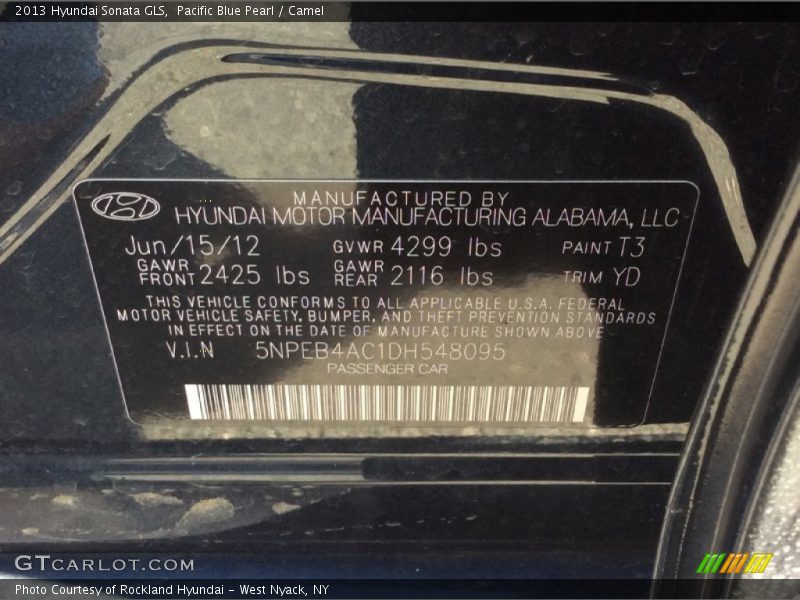 2013 Hyundai Sonata GLS, Pacific Blue Pearl / Camel
MANUFACTURED BY
HYUNDAI MOTOR MANUFACTURING ALABAMA, LLC
Jun/15/12 GVWR 4299 lbs PAINT T3
GAWR FRONT 2425 lbs GAWR REAR 2116 lbs TRIM YD
THIS VEHICLE CONFORMS TO ALL APPLICABLE U.S.A. FEDERAL
MOTOR VEHICLE SAFETY, BUMPER, AND THEFT PREVENTION STANDARDS
IN EFFECT ON THE DATE OF MANUFACTURE SHOWN ABOVE
V.I.N 5NPEB4AC1DH548095
PASSENGER CAR
GTCARLOT.COM
Photo Courtesy of Rockland Hyundai - West Nyack, NY